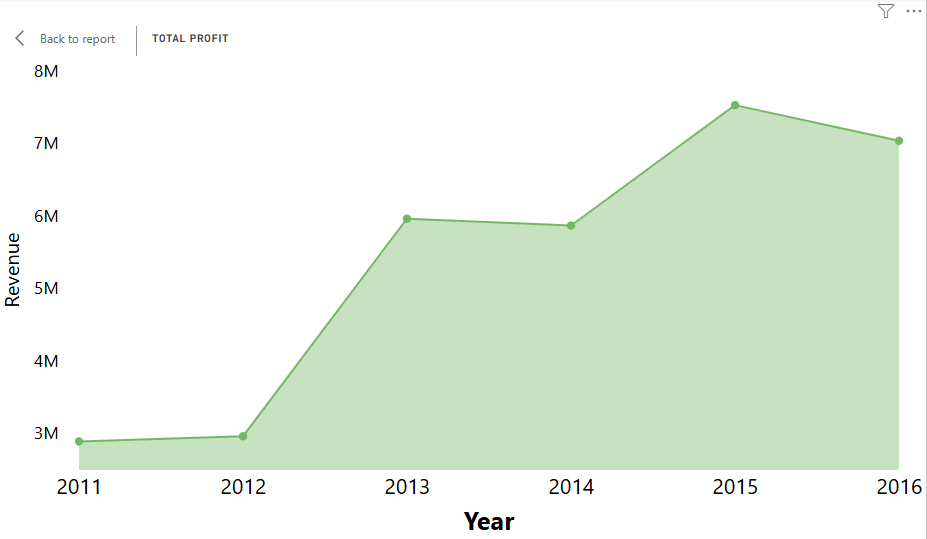 Back to report
TOTAL PROFIT
8M
7M
6M
5M
4M
3M
Revenue
2011 2012 2013 2014 2015 2016
Year